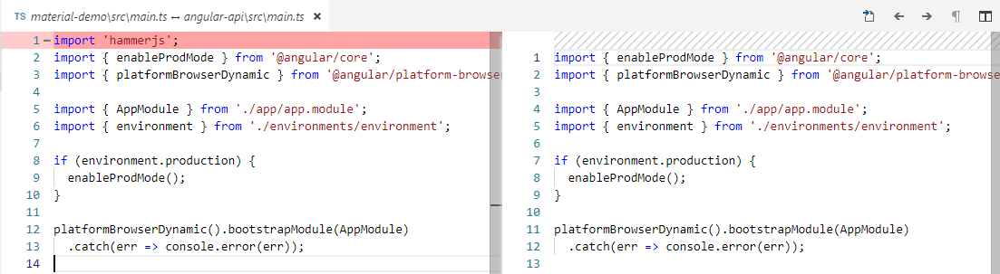 TS material-demo\src\main.ts ↔ angular-api\src\main.ts ×
1 − import 'hammerjs';
2 import { enableProdMode } from '@angular/core';
3 import { platformBrowserDynamic } from '@angular/platform-browser
4
5 import { AppModule } from './app/app.module';
6 import { environment } from './environments/environment';
7
8 if (environment.production) {
9 enableProdMode();
10 }
11
12 platformBrowserDynamic().bootstrapModule(AppModule)
13 .catch(err => console.error(err));
14
1 import { enableProdMode } from '@angular/core';
2 import { platformBrowserDynamic } from '@angular/platform-browse
3
4 import { AppModule } from './app/app.module';
5 import { environment } from './environments/environment';
6
7 if (environment.production) {
8 enableProdMode();
9 }
10
11 platformBrowserDynamic().bootstrapModule(AppModule)
12 .catch(err => console.error(err));
13